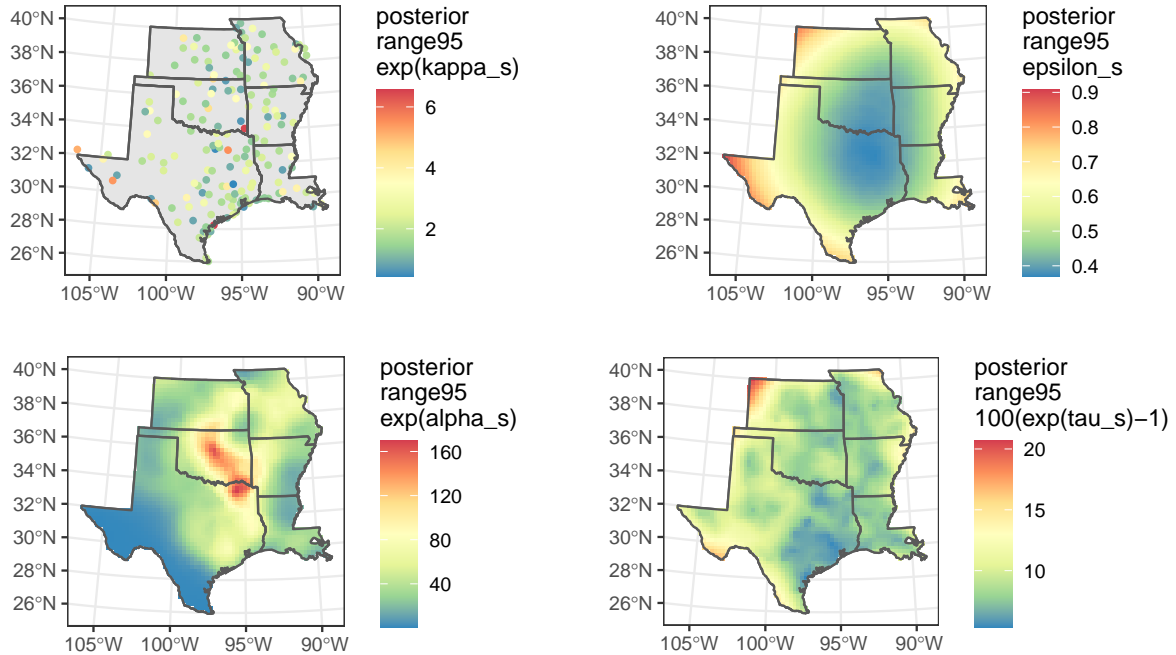 posterior
range95
exp(kappa_s)
6
4
2
40°N
38°N
36°N
34°N
32°N
30°N
28°N
26°N
105°W 100°W 95°W 90°W
posterior
range95
epsilon_s
0.9
0.8
0.7
0.6
0.5
0.4
40°N
38°N
36°N
34°N
32°N
30°N
28°N
26°N
105°W 100°W 95°W 90°W
posterior
range95
exp(alpha_s)
160
120
80
40
40°N
38°N
36°N
34°N
32°N
30°N
28°N
26°N
105°W 100°W 95°W 90°W
posterior
range95
100(exp(tau_s)−1)
20
15
10
40°N
38°N
36°N
34°N
32°N
30°N
28°N
26°N
105°W 100°W 95°W 90°W